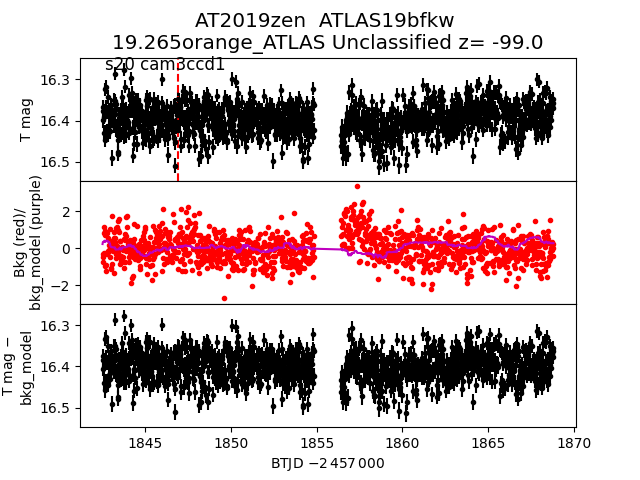 AT2019zen  ATLAS19bfkw
19.265orange_ATLAS Unclassified z= -99.0
s20 cam3ccd1
T mag
16.3
16.4
16.5
Bkg (red)/
bkg_model (purple)
2
0
−2
T mag −
bkg_model
16.3
16.4
16.5
1845 1850 1855 1860 1865 1870
BTJD −2 457 000